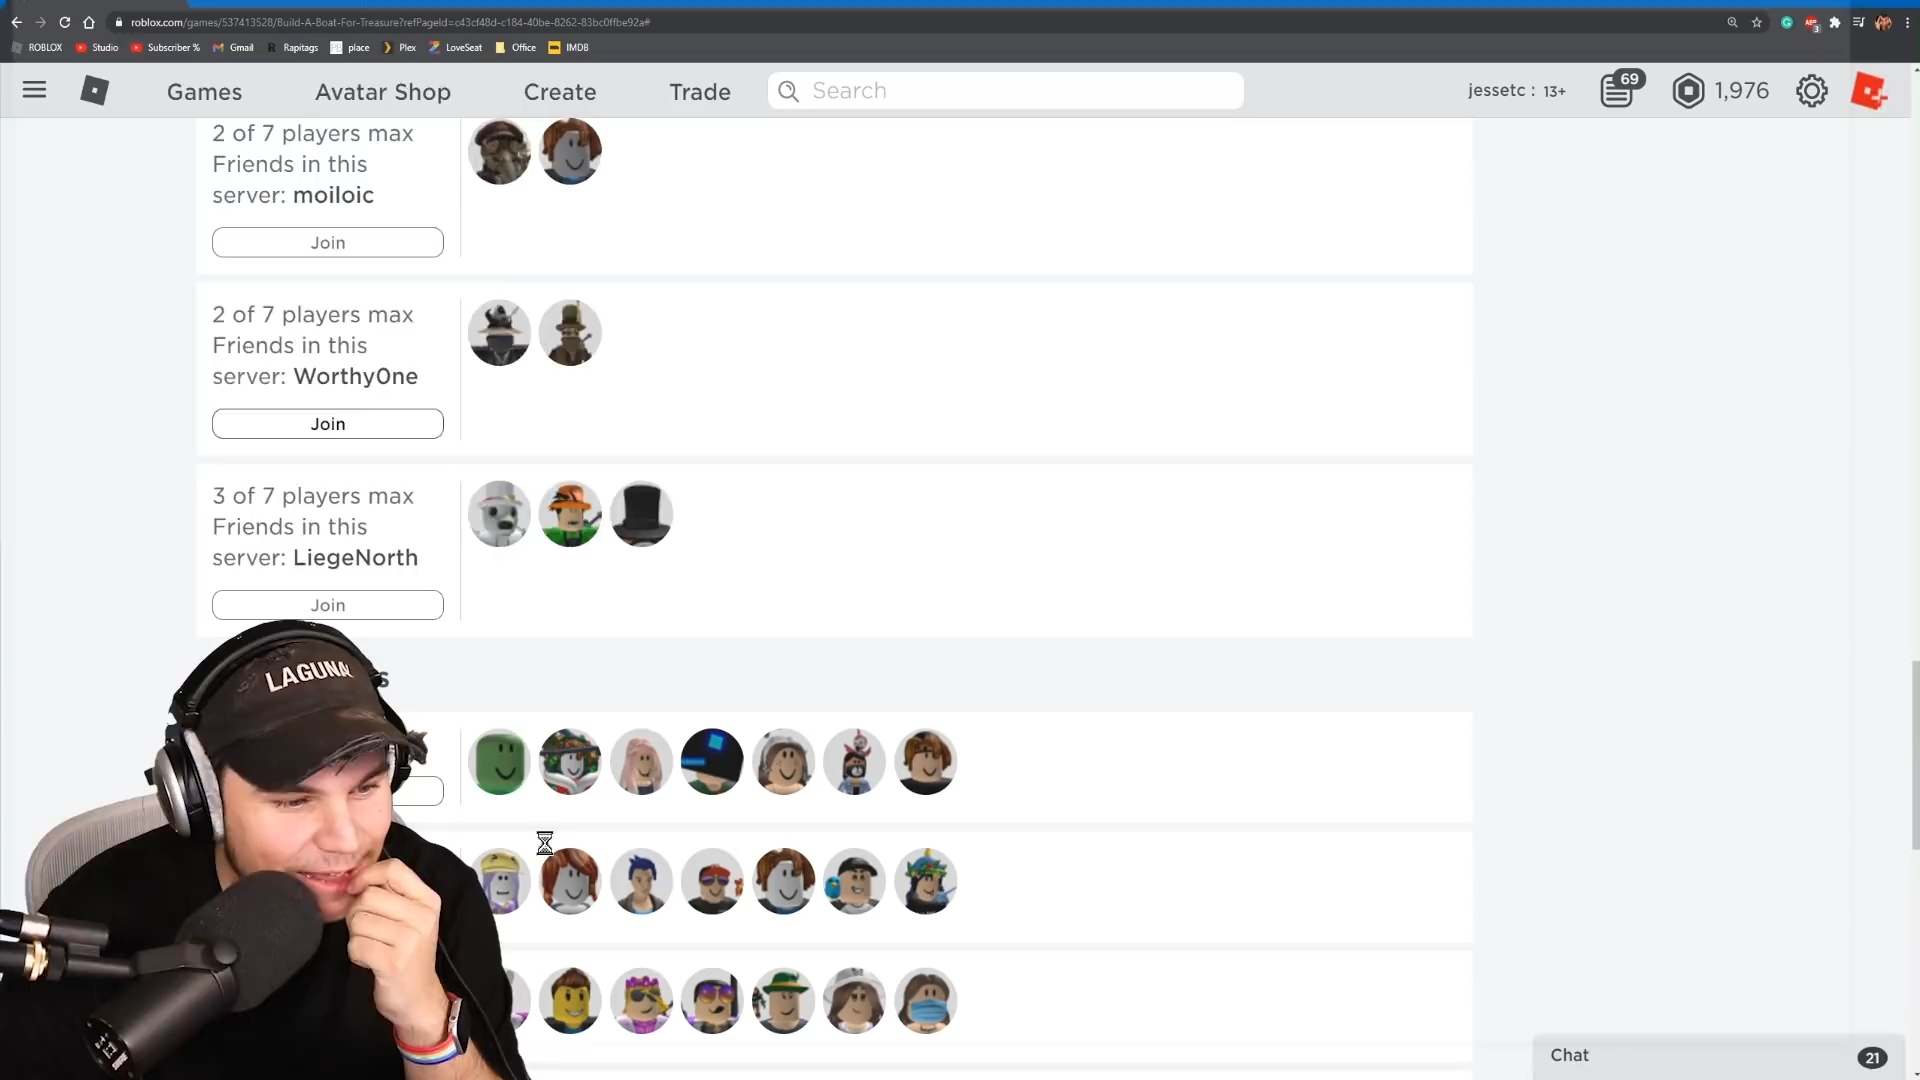 roblox.com/games/537413528/Build-A-Boat-For-Treasure?refPageId=c43cf48d-c184-40be-8262-83bc0ffbe92a#
ROBLOX Studio Subscriber % Gmail Rapitags place Plex LoveSeat Office IMDB
Games Avatar Shop Create Trade Search jessetc : 13+ 69 1,976
2 of 7 players max
Friends in this
server: moiloic
Join
2 of 7 players max
Friends in this
server: Worthy0ne
Join
3 of 7 players max
Friends in this
server: LiegeNorth
Join
LAGUNA
Chat 21